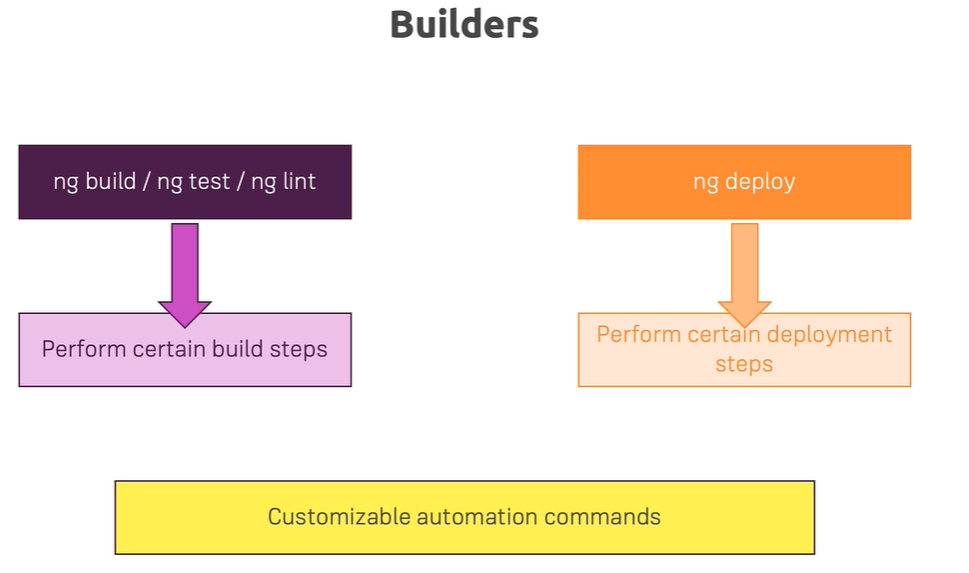 Builders
ng build / ng test / ng lint
ng deploy
Perform certain build steps
Perform certain deployment
steps
Customizable automation commands